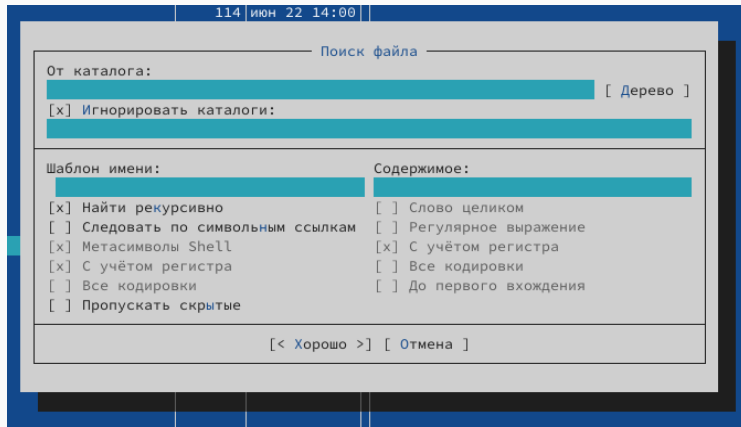 114 июн 22 14:00
Поиск файла
От каталога:
[ Дерево ]
[x] Игнорировать каталоги:
Шаблон имени:
Содержимое:
[x] Найти рекурсивно
[ ] Слово целиком
[ ] Следовать по символьным ссылкам
[ ] Регулярное выражение
[x] Метасимволы Shell
[x] С учётом регистра
[x] С учётом регистра
[ ] Все кодировки
[ ] Все кодировки
[ ] До первого вхождения
[ ] Пропускать скрытые
[< Хорошо >] [ Отмена ]